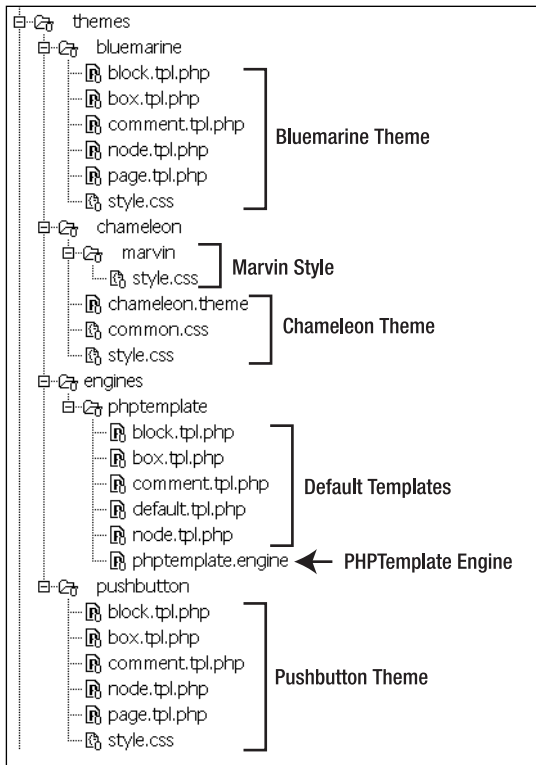 themes
bluemarine
block.tpl.php
box.tpl.php
comment.tpl.php
node.tpl.php
page.tpl.php
style.css
Bluemarine Theme
chameleon
marvin
style.css
Marvin Style
chameleon.theme
common.css
style.css
Chameleon Theme
engines
phptemplate
block.tpl.php
box.tpl.php
comment.tpl.php
default.tpl.php
node.tpl.php
Default Templates
phptemplate.engine
PHPTemplate Engine
pushbutton
block.tpl.php
box.tpl.php
comment.tpl.php
node.tpl.php
page.tpl.php
style.css
Pushbutton Theme